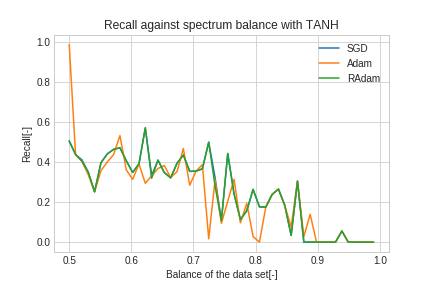 Recall against spectrum balance with TANH
1.0
0.8
0.6
0.4
0.2
0.0
Recall[-]
SGD
Adam
RAdam
0.5 0.6 0.7 0.8 0.9 1.0
Balance of the data set[-]